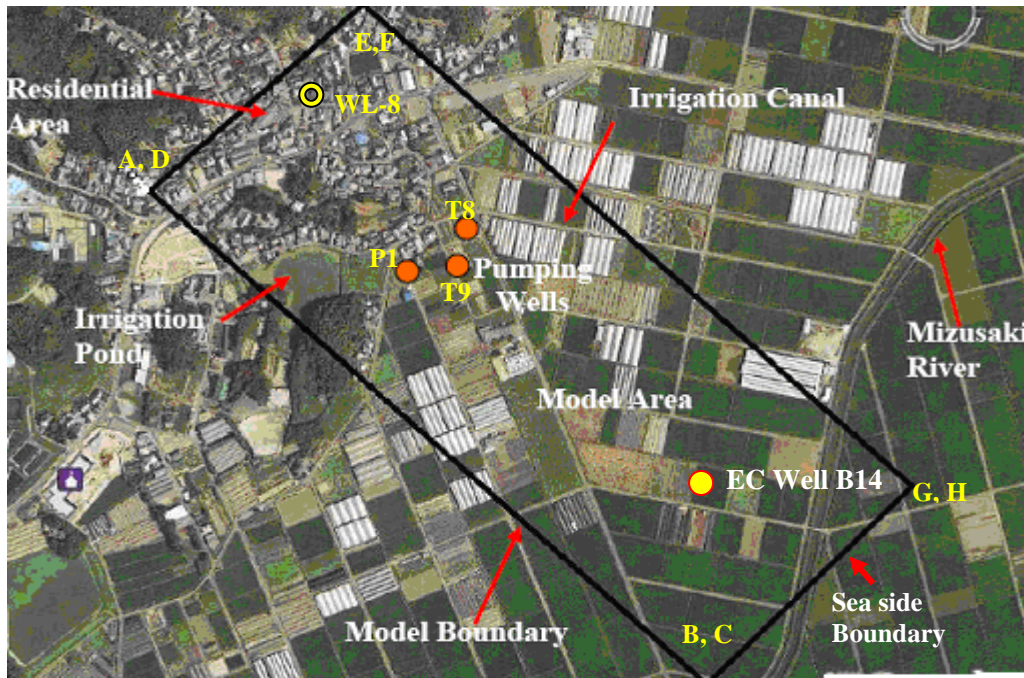 E,F
Residential
Area
WL-8
Irrigation Canal
A, D
T8
P1
Pumping
Wells
T9
Irrigation
Pond
Mizusaki
River
Model Area
EC Well B14
G, H
Sea side
Boundary
Model Boundary
B, C